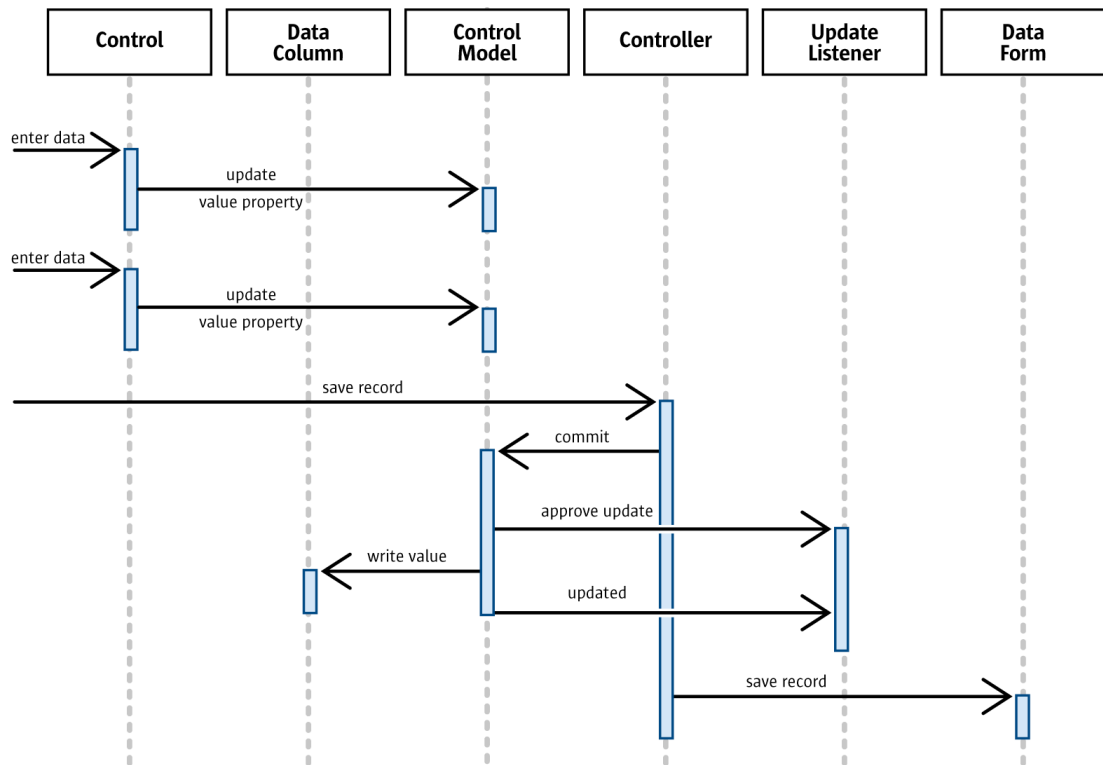 Control
Data
Column
Control
Model
Controller
Update
Listener
Data
Form
enter data
update
value property
enter data
update
value property
save record
commit
approve update
write value
updated
save record